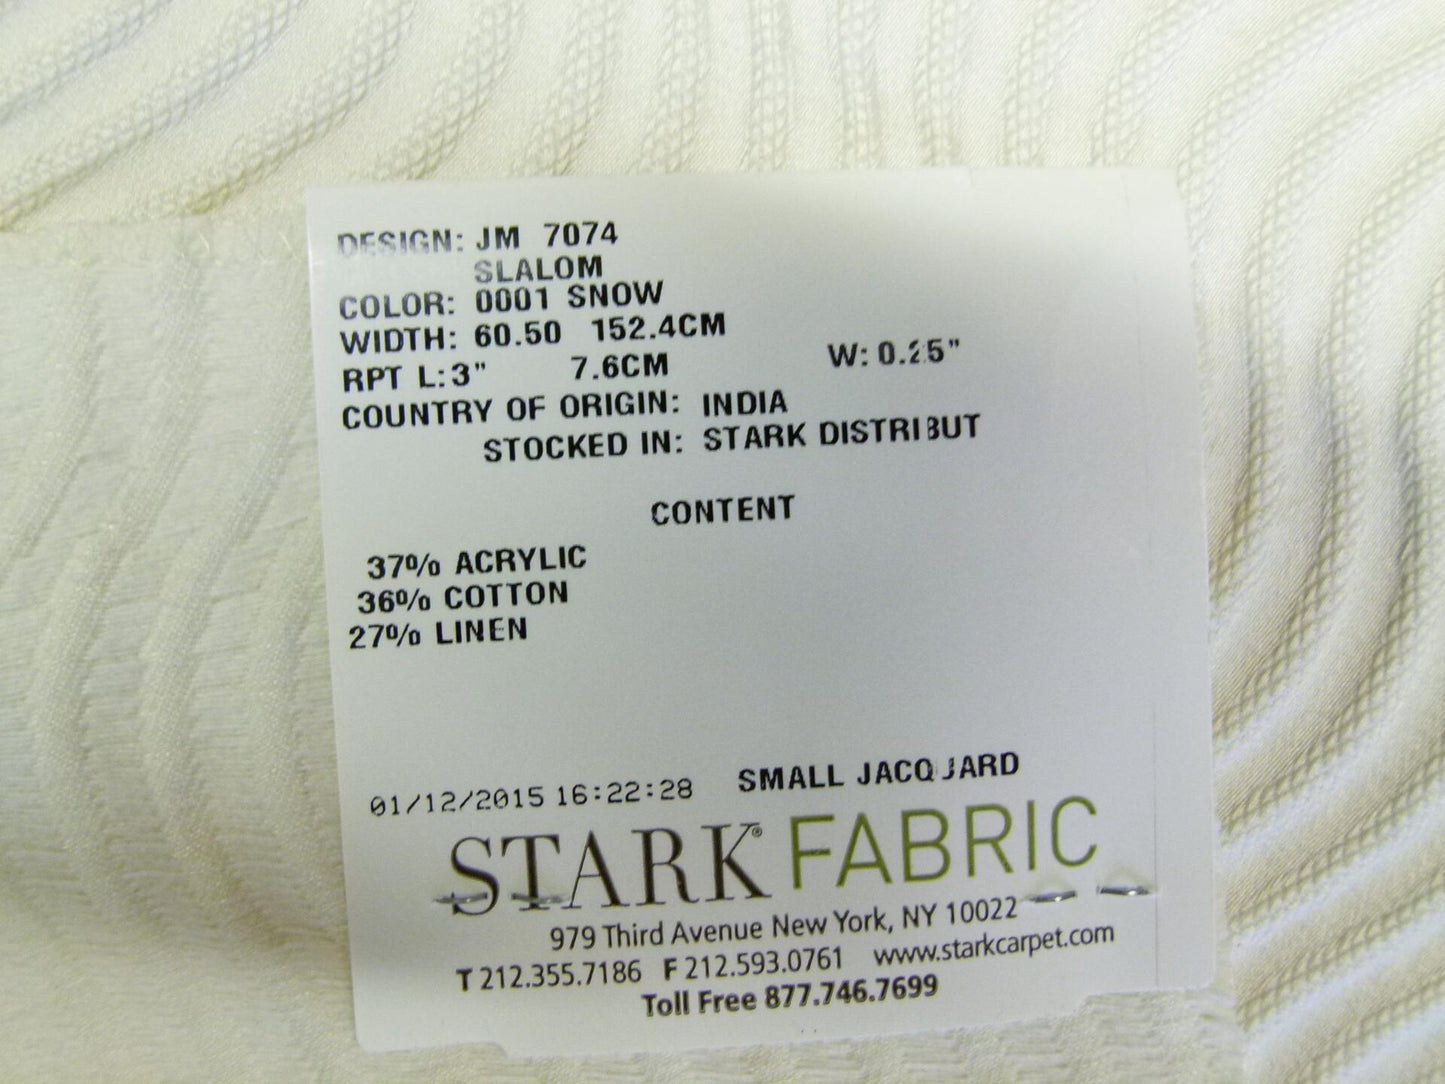 DESIGN: JM 7074
SLALOM
COLOR: 0001 SNOW
WIDTH: 60.50 152.4CM
RPT L:3" 7.6CM W: 0.25"
COUNTRY OF ORIGIN: INDIA
STOCKED IN: STARK DISTRIBUT
CONTENT
37% ACRYLIC
36% COTTON
27% LINEN
01/12/2015 16:22:28 SMALL JACQUARD
STARK® FABRIC
979 Third Avenue New York, NY 10022
T 212.355.7186 F 212.593.0761 www.starkcarpet.com
Toll Free 877.746.7699